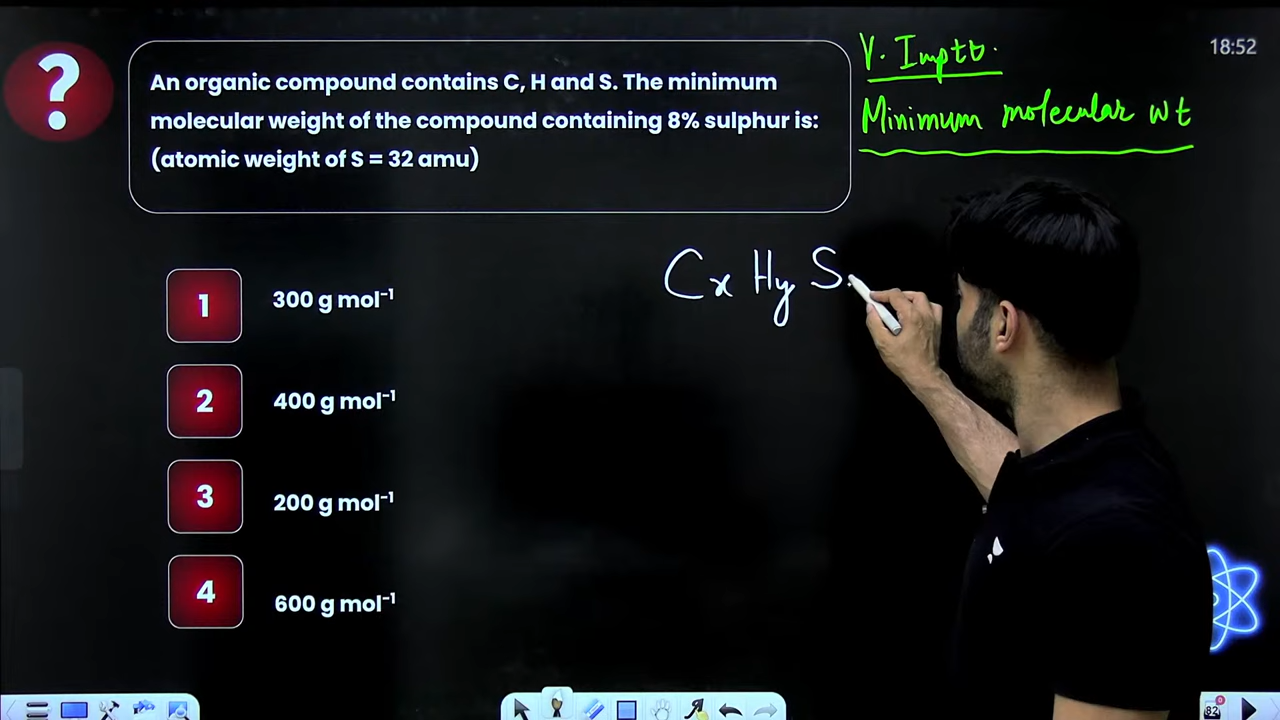 ?
An organic compound contains C, H and S. The minimum
molecular weight of the compound containing 8% sulphur is:
(atomic weight of S = 32 amu)
V. Imptt.
Minimum molecular wt
18:52
Cx Hy S
1 300 g mol⁻¹
2 400 g mol⁻¹
3 200 g mol⁻¹
4 600 g mol⁻¹
82